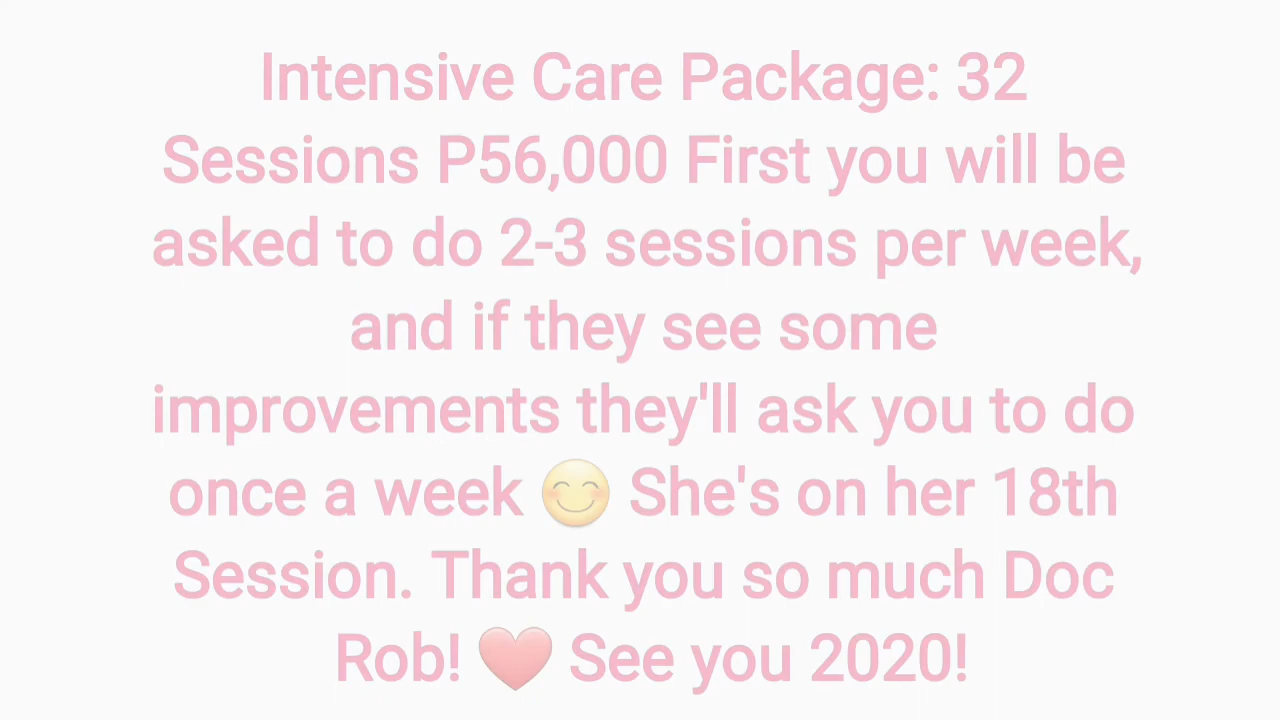 Intensive Care Package: 32
Sessions P56,000 First you will be
asked to do 2-3 sessions per week,
and if they see some
improvements they'll ask you to do
once a week 😊 She's on her 18th
Session. Thank you so much Doc
Rob! ❤️ See you 2020!